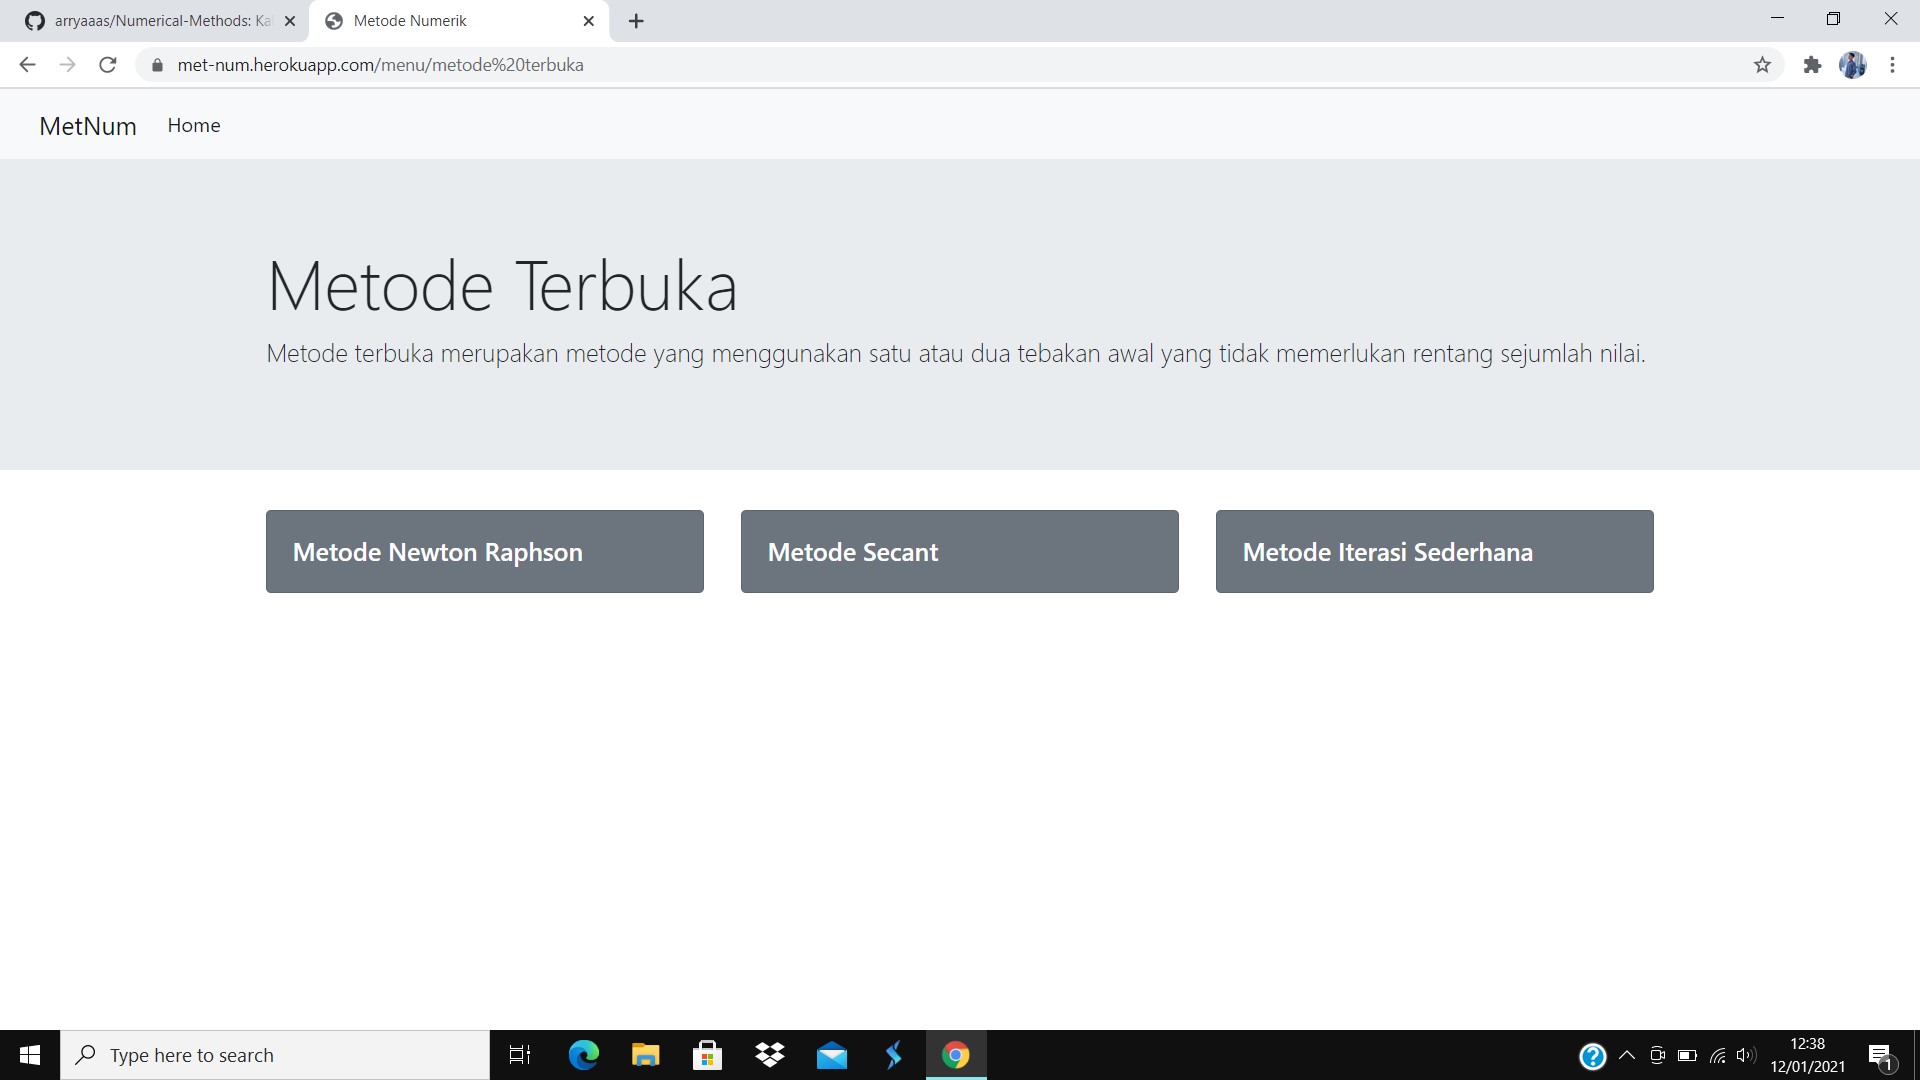 arryaaas/Numerical-Methods: Ka
Metode Numerik
met-num.herokuapp.com/menu/metode%20terbuka
MetNum Home
Metode Terbuka
Metode terbuka merupakan metode yang menggunakan satu atau dua tebakan awal yang tidak memerlukan rentang sejumlah nilai.
Metode Newton Raphson
Metode Secant
Metode Iterasi Sederhana
Type here to search
12:38
12/01/2021
1